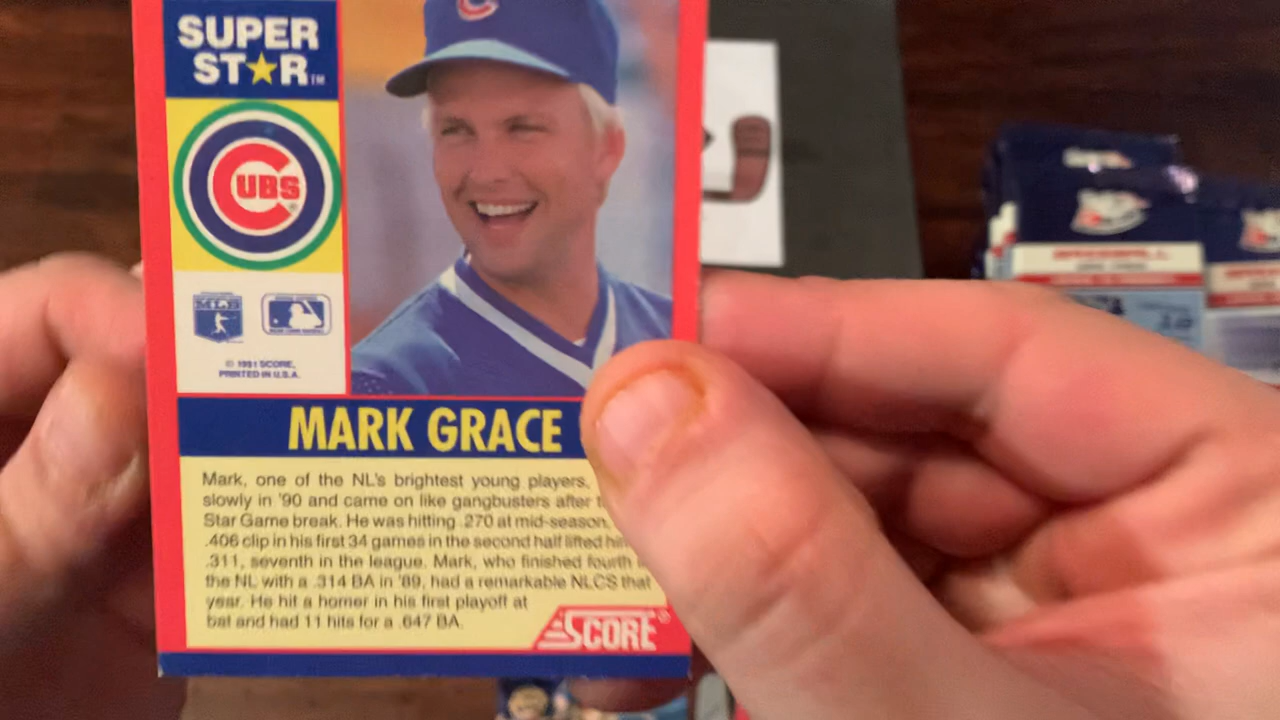 SUPER
STAR™
C
CUBS
MLB
© 1991 SCORE,
PRINTED IN U.S.A.
MARK GRACE
Mark, one of the NL's brightest young players,
slowly in '90 and came on like gangbusters after
Star Game break. He was hitting .270 at mid-season.
.406 clip in his first 34 games in the second half lifted
.311, seventh in the league. Mark, who finished fourth
the NL with a .314 BA in '89, had a remarkable NLCS that
year. He hit a homer in his first playoff at
bat and had 11 hits for a .647 BA.
SCORE®
BASEBALL